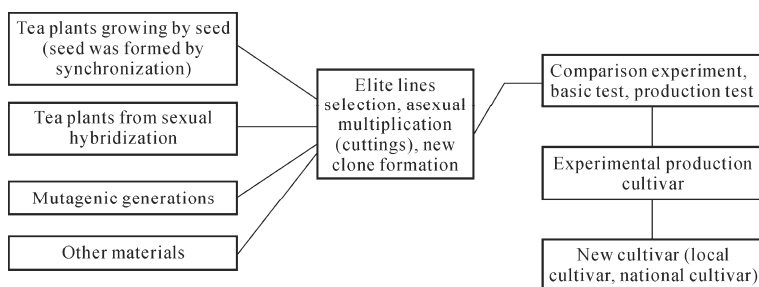 Tea plants growing by seed
(seed was formed by
synchronization)
Tea plants from sexual
hybridization
Mutagenic generations
Other materials
Elite lines
selection, asexual
multiplication
(cuttings), new
clone formation
Comparison experiment,
basic test, production test
Experimental production
cultivar
New cultivar (local
cultivar, national cultivar)